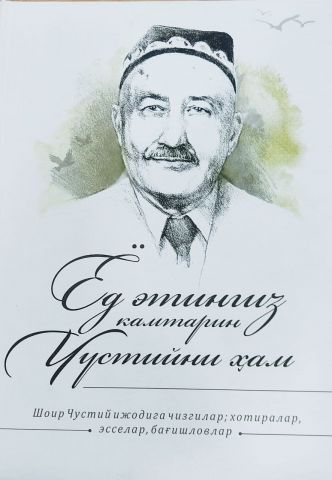 Ёд этингиз
камтарин
Чустийни ҳам
Шоир Чустий ижодига чизгилар; хотиралар,
эсселар, бағишловлар